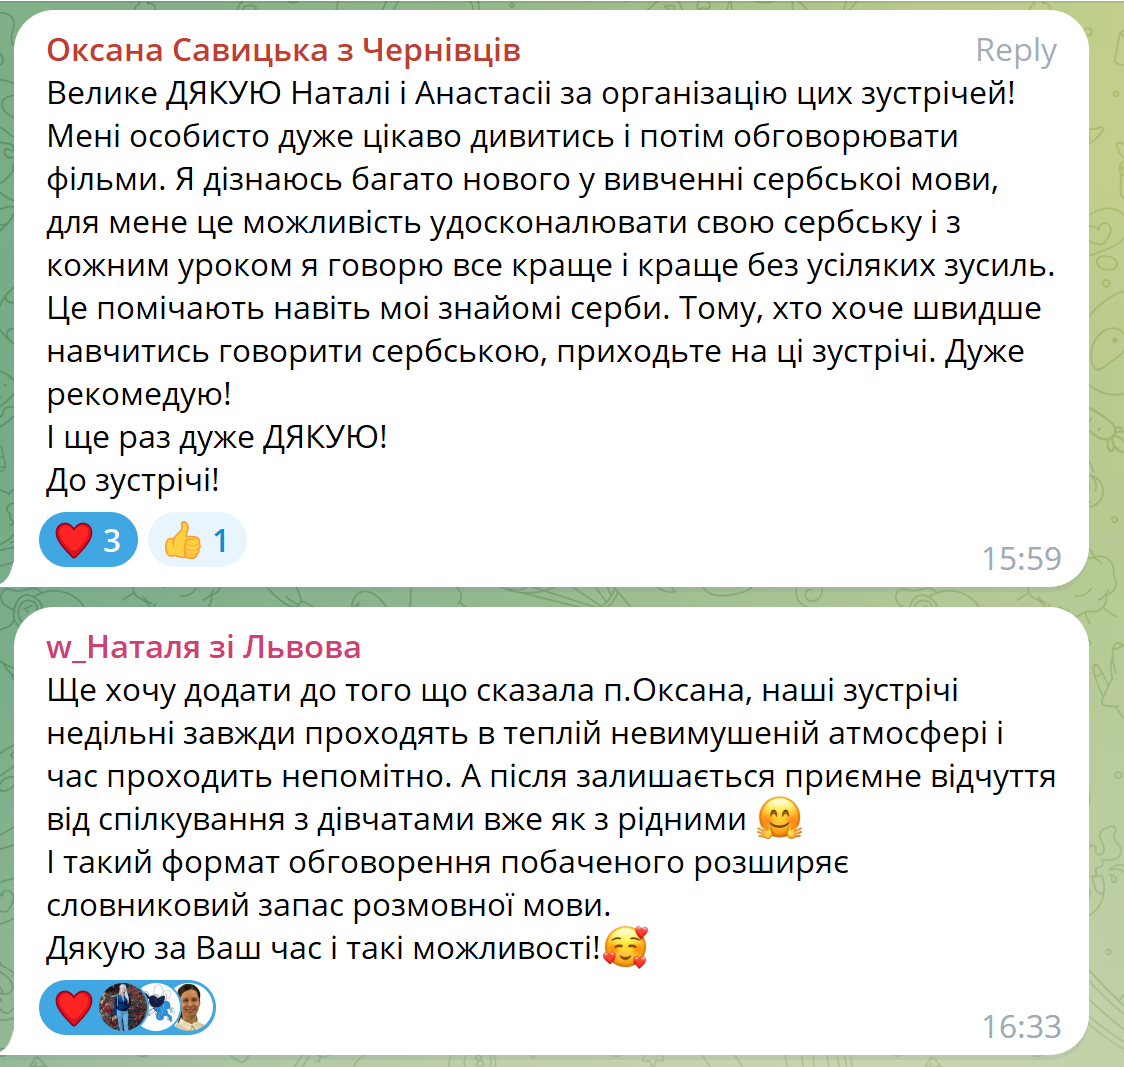 Оксана Савицька з Чернівців
Reply
Велике ДЯКУЮ Наталі і Анастасіі за організацію цих зустрічей!
Мені особисто дуже цікаво дивитись і потім обговорювати
фільми. Я дізнаюсь багато нового у вивченні сербськоі мови,
для мене це можливість удосконалювати свою сербську і з
кожним уроком я говорю все краще і краще без усіляких зусиль.
Це помічають навіть моі знайомі серби. Тому, хто хоче швидше
навчитись говорити сербською, приходьте на ці зустрічі. Дуже
рекомедую!
І ще раз дуже ДЯКУЮ!
До зустрічі!
❤️ 3 👍 1
15:59
w_Наталя зі Львова
Ще хочу додати до того що сказала п.Оксана, наші зустрічі
недільні завжди проходять в теплій невимушеній атмосфері і
час проходить непомітно. А після залишається приємне відчуття
від спілкування з дівчатами вже як з рідними 🤗
І такий формат обговорення побаченого розширяє
словниковий запас розмовної мови.
Дякую за Ваш час і такі можливості!🥰
❤️
16:33